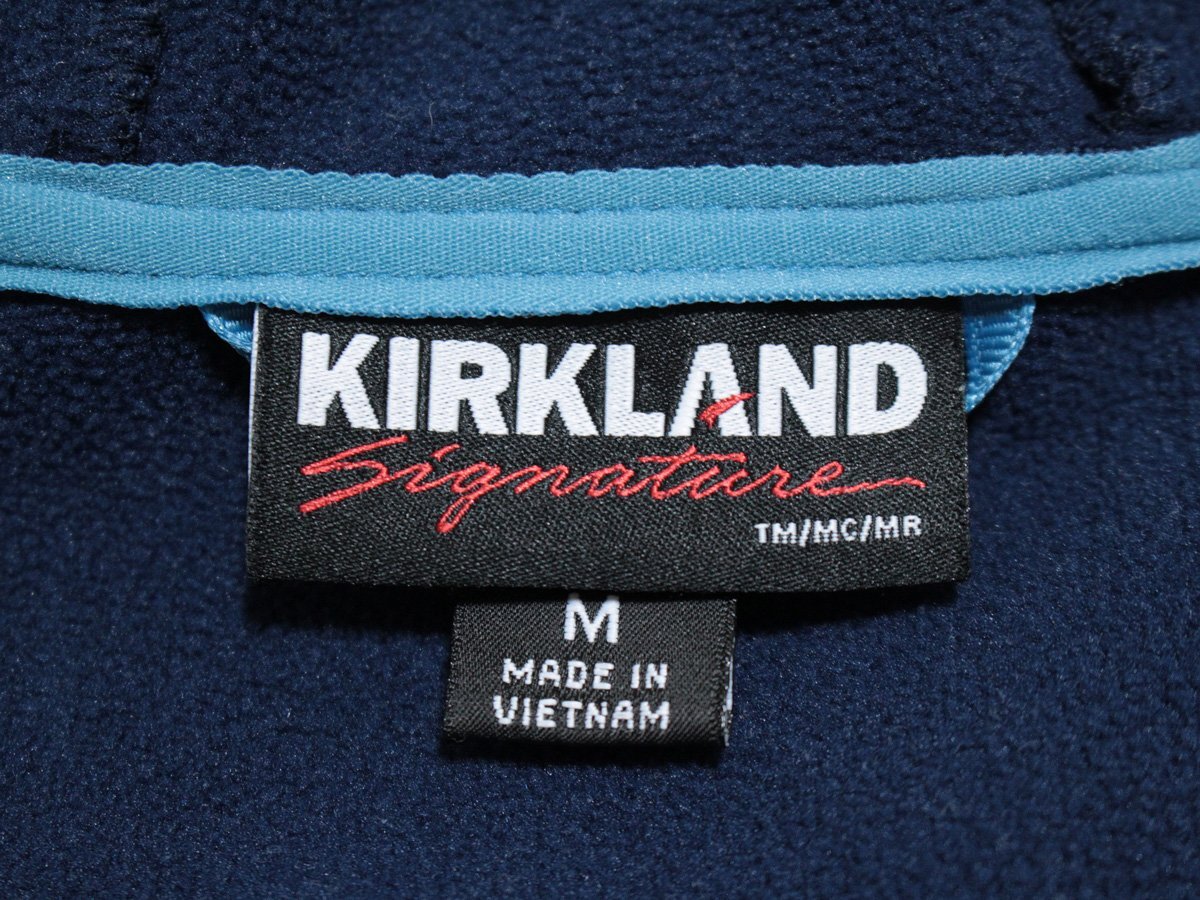 KIRKLAND
Signature
TM/MC/MR
M
MADE IN
VIETNAM